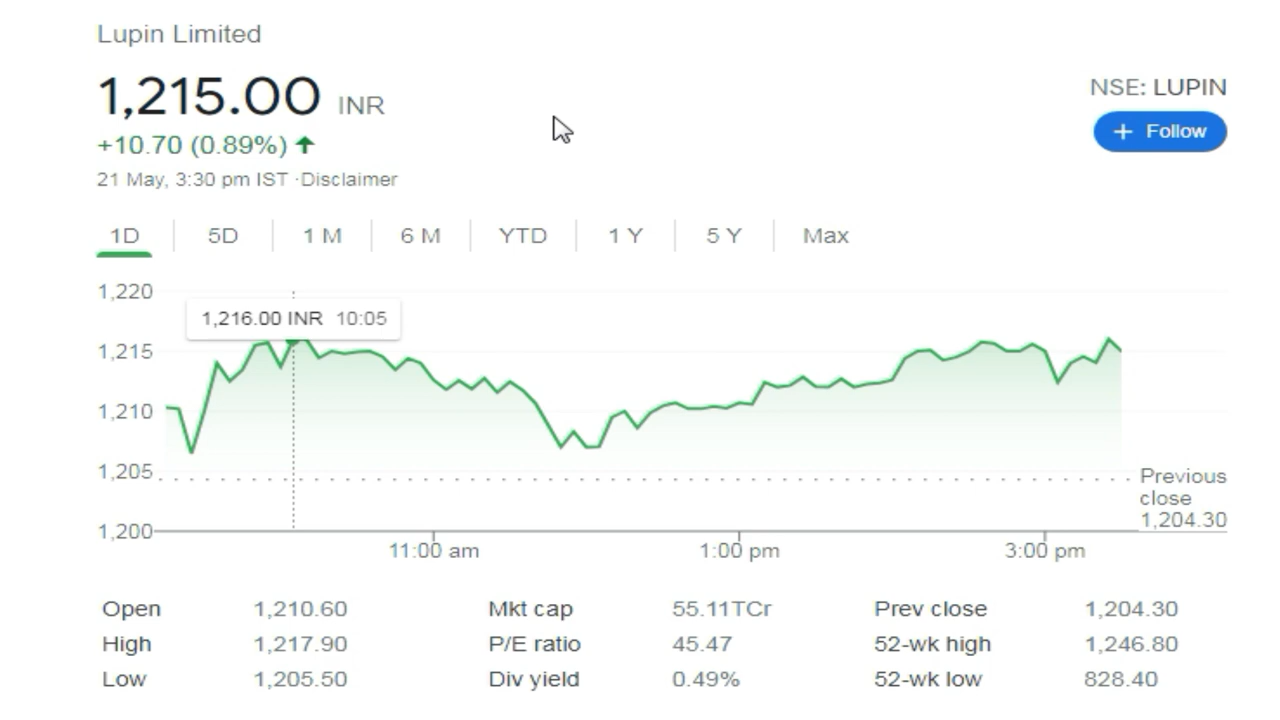 Lupin Limited
1,215.00 INR
NSE: LUPIN
+10.70 (0.89%)
+ Follow
21 May, 3:30 pm IST ·Disclaimer
1D 5D 1 M 6 M YTD 1 Y 5 Y Max
1,220
1,216.00 INR 10:05
1,215
1,210
1,205
Previous
close
1,204.30
1,200
11:00 am 1:00 pm 3:00 pm
Open 1,210.60 Mkt cap 55.11TCr Prev close 1,204.30
High 1,217.90 P/E ratio 45.47 52-wk high 1,246.80
Low 1,205.50 Div yield 0.49% 52-wk low 828.40